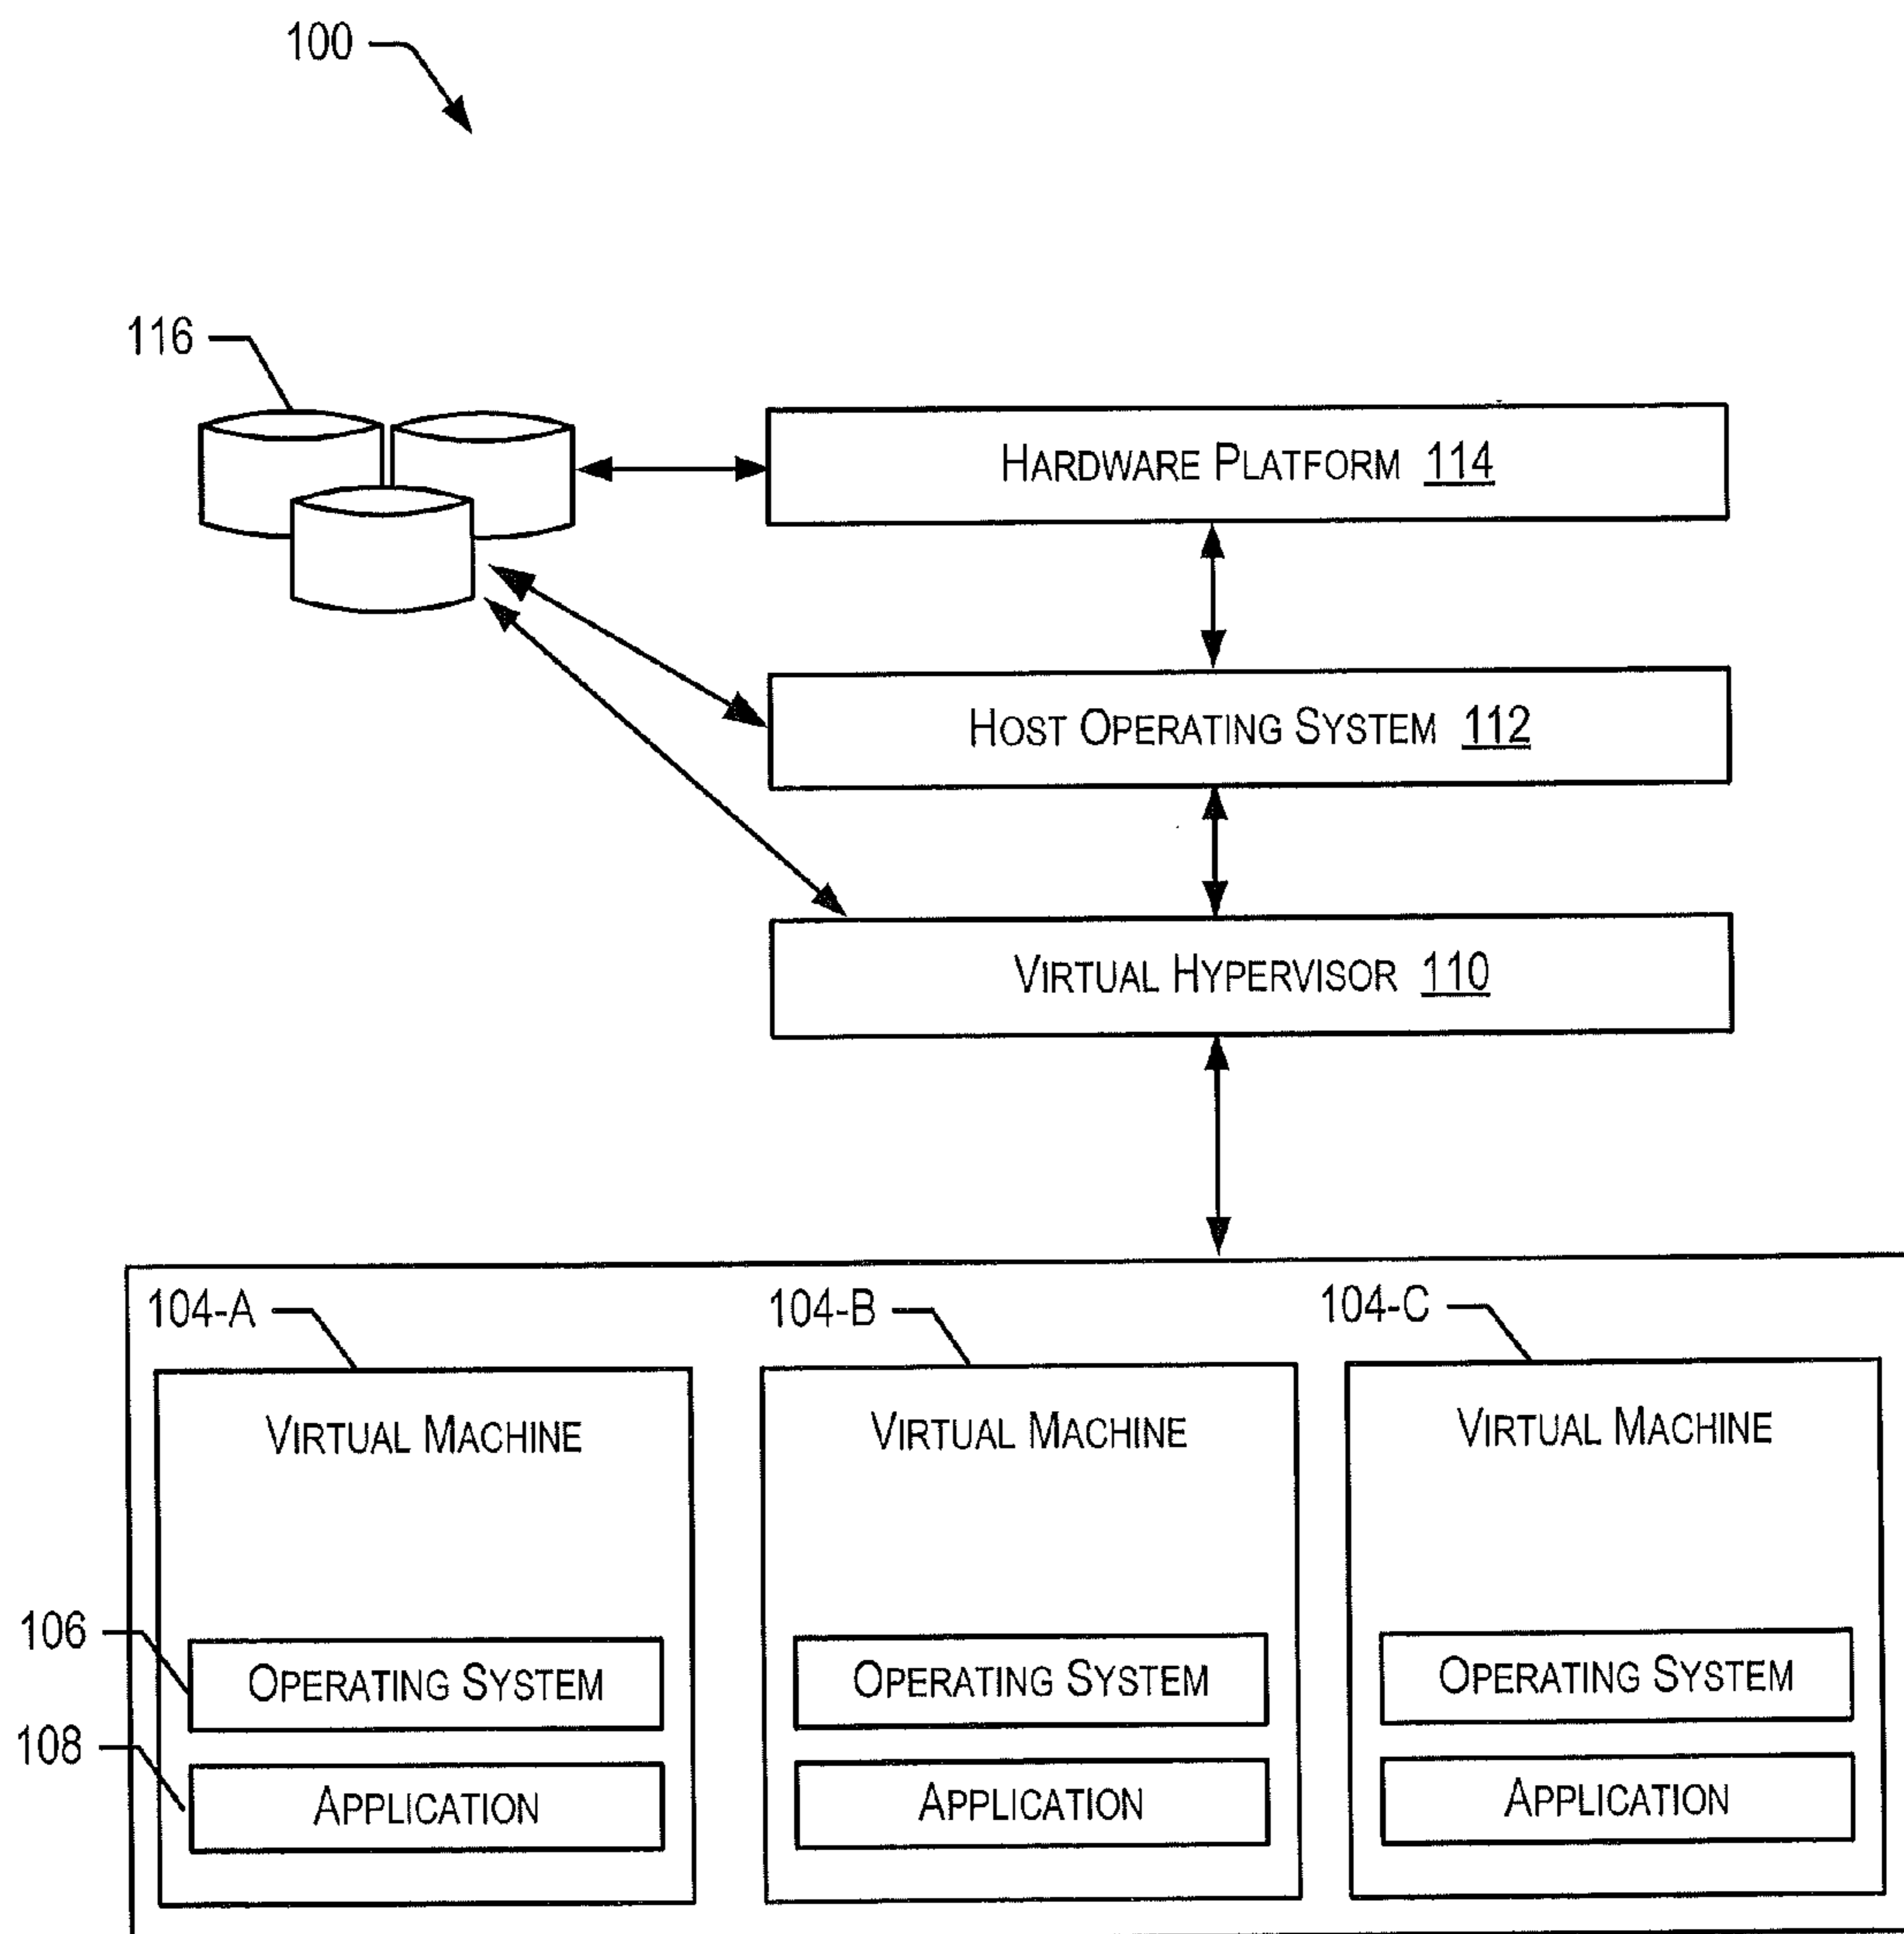 100
116
HARDWARE PLATFORM 114
HOST OPERATING SYSTEM 112
VIRTUAL HYPERVISOR 110
104-A 104-B 104-C
VIRTUAL MACHINE VIRTUAL MACHINE VIRTUAL MACHINE
106
OPERATING SYSTEM OPERATING SYSTEM OPERATING SYSTEM
108
APPLICATION APPLICATION APPLICATION